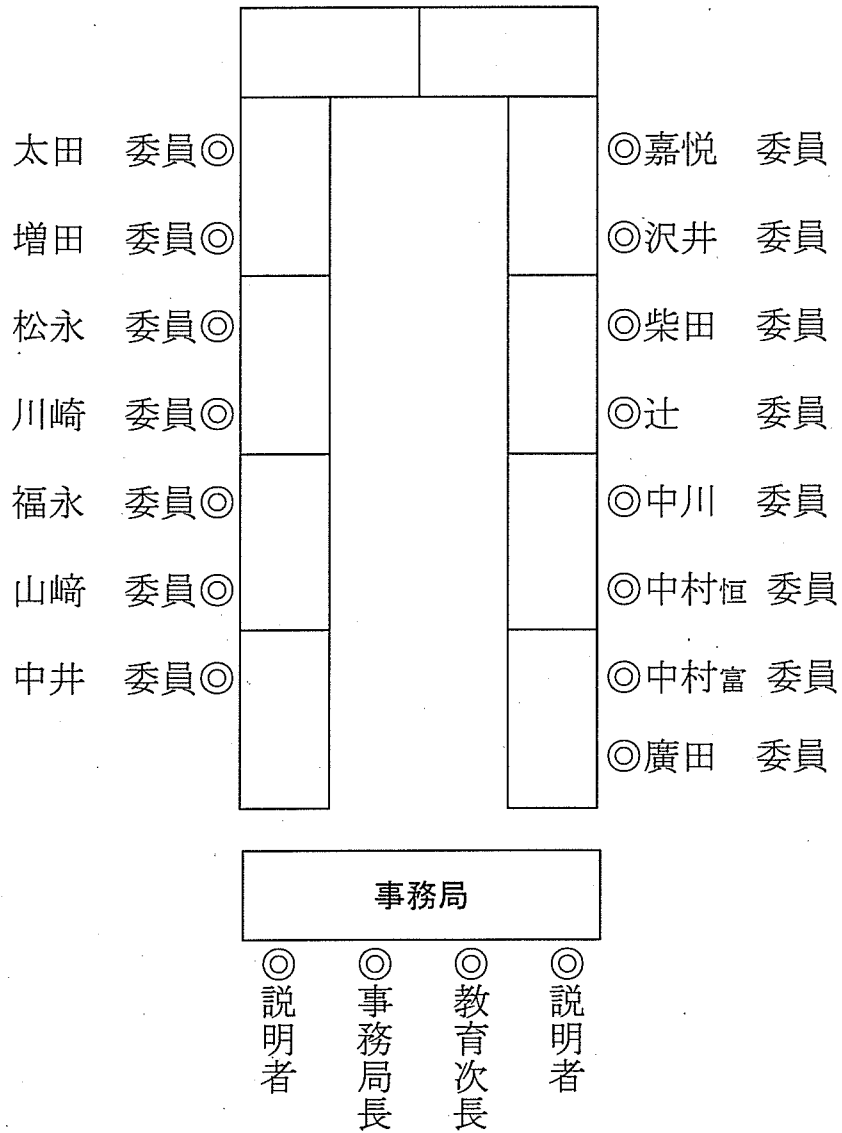 太田 委員◎
増田 委員◎
松永 委員◎
川崎 委員◎
福永 委員◎
山﨑 委員◎
中井 委員◎
◎嘉悦 委員
◎沢井 委員
◎柴田 委員
◎辻 委員
◎中川 委員
◎中村恒 委員
◎中村富 委員
◎廣田 委員
事務局
◎説明者
◎事務局長
◎教育次長
◎説明者